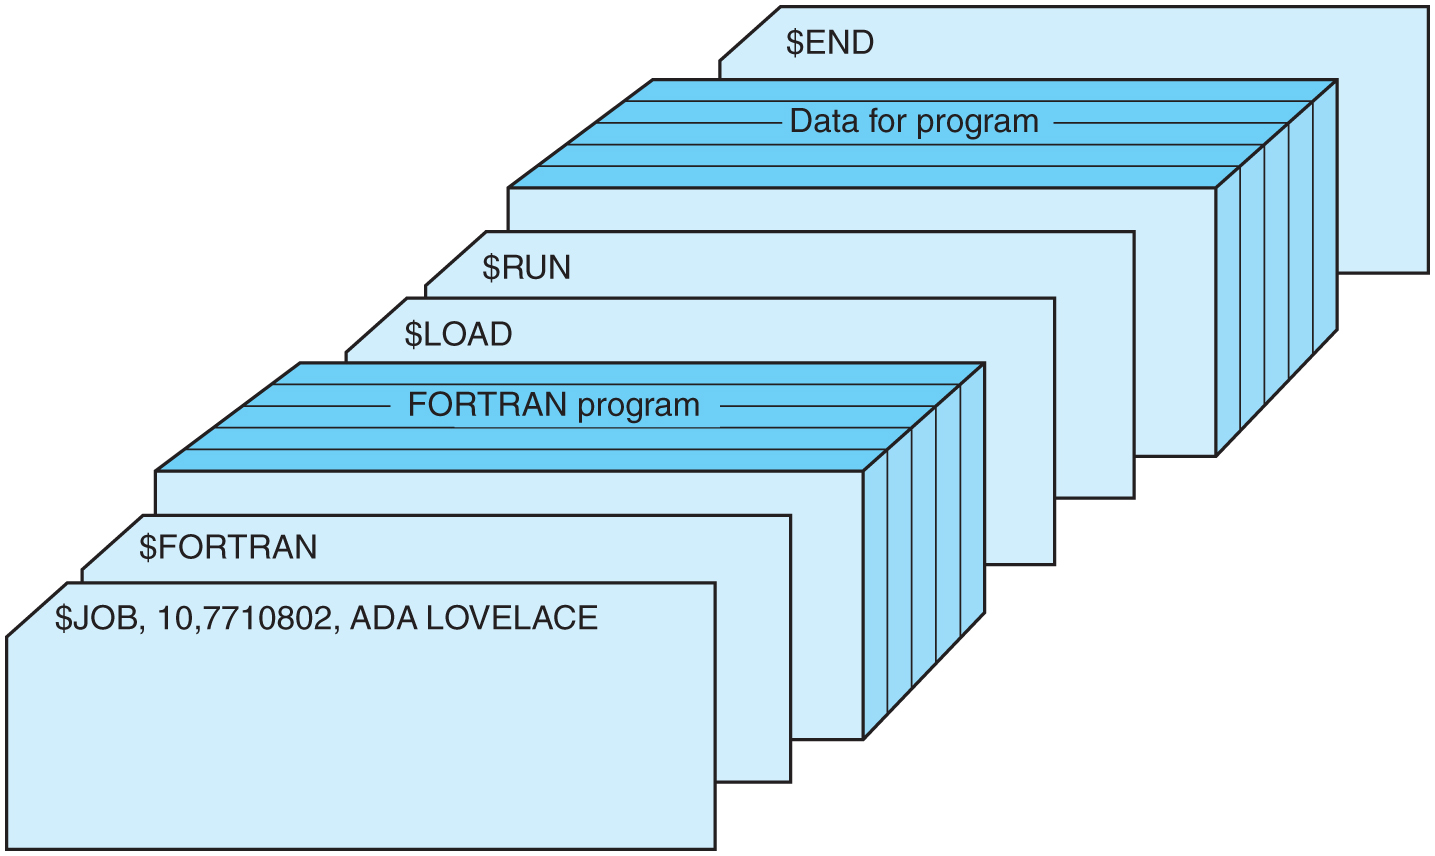 $END
Data for program
$RUN
$LOAD
FORTRAN program
$FORTRAN
$JOB, 10,7710802, ADA LOVELACE